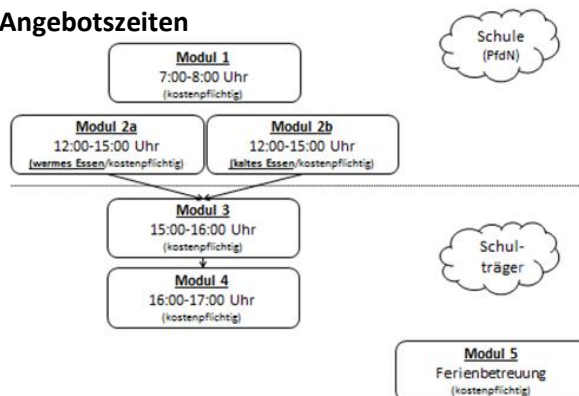 Angebotszeiten
Schule
(PfdN)
Modul 1
7:00-8:00 Uhr
(kostenpflichtig)
Modul 2a
12:00-15:00 Uhr
(warmes Essen/kostenpflichtig)
Modul 2b
12:00-15:00 Uhr
(kaltes Essen/kostenpflichtig)
Modul 3
15:00-16:00 Uhr
(kostenpflichtig)
Schul-
träger
Modul 4
16:00-17:00 Uhr
(kostenpflichtig)
Modul 5
Ferienbetreuung
(kostenpflichtig)